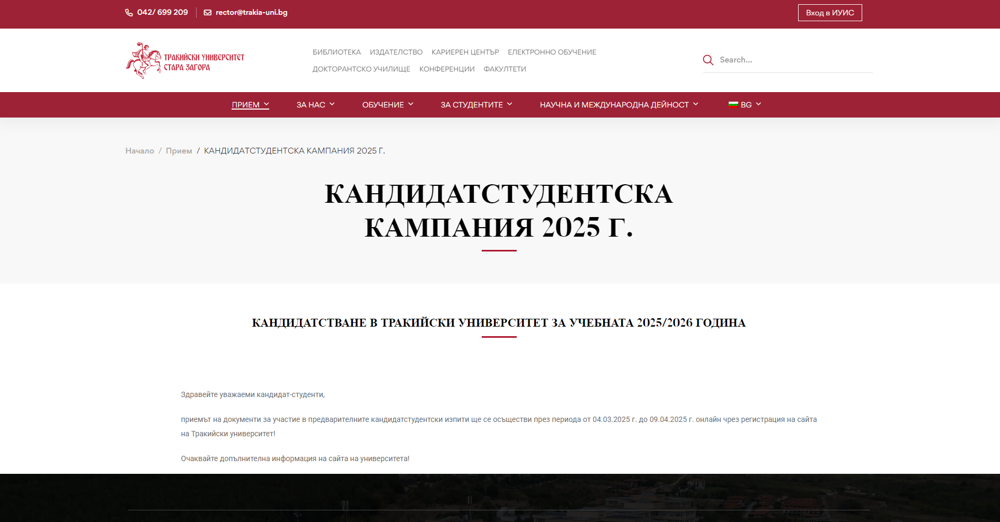 042/ 699 209
rector@trakia-uni.bg
Вход в ИУИС
ТРАКИЙСКИ УНИВЕРСИТЕТ
СТАРА ЗАГОРА
БИБЛИОТЕКА ИЗДАТЕЛСТВО КАРИЕРЕН ЦЕНТЪР ЕЛЕКТРОННО ОБУЧЕНИЕ
ДОКТОРАНТСКО УЧИЛИЩЕ КОНФЕРЕНЦИИ ФАКУЛТЕТИ
Search...
ПРИЕМ ЗА НАС ОБУЧЕНИЕ ЗА СТУДЕНТИТЕ НАУЧНА И МЕЖДУНАРОДНА ДЕЙНОСТ BG
Начало / Прием / КАНДИДАТСТУДЕНТСКА КАМПАНИЯ 2025 Г.
КАНДИДАТСТУДЕНТСКА
КАМПАНИЯ 2025 Г.
КАНДИДАТСТВАНЕ В ТРАКИЙСКИ УНИВЕРСИТЕТ ЗА УЧЕБНАТА 2025/2026 ГОДИНА
Здравейте уважаеми кандидат-студенти,
приемът на документи за участие в предварителните кандидатстудентски изпити ще се осъществи през периода от 04.03.2025 г. до 09.04.2025 г. онлайн чрез регистрация на сайта
на Тракийски университет!
Очаквайте допълнителна информация на сайта на университета!